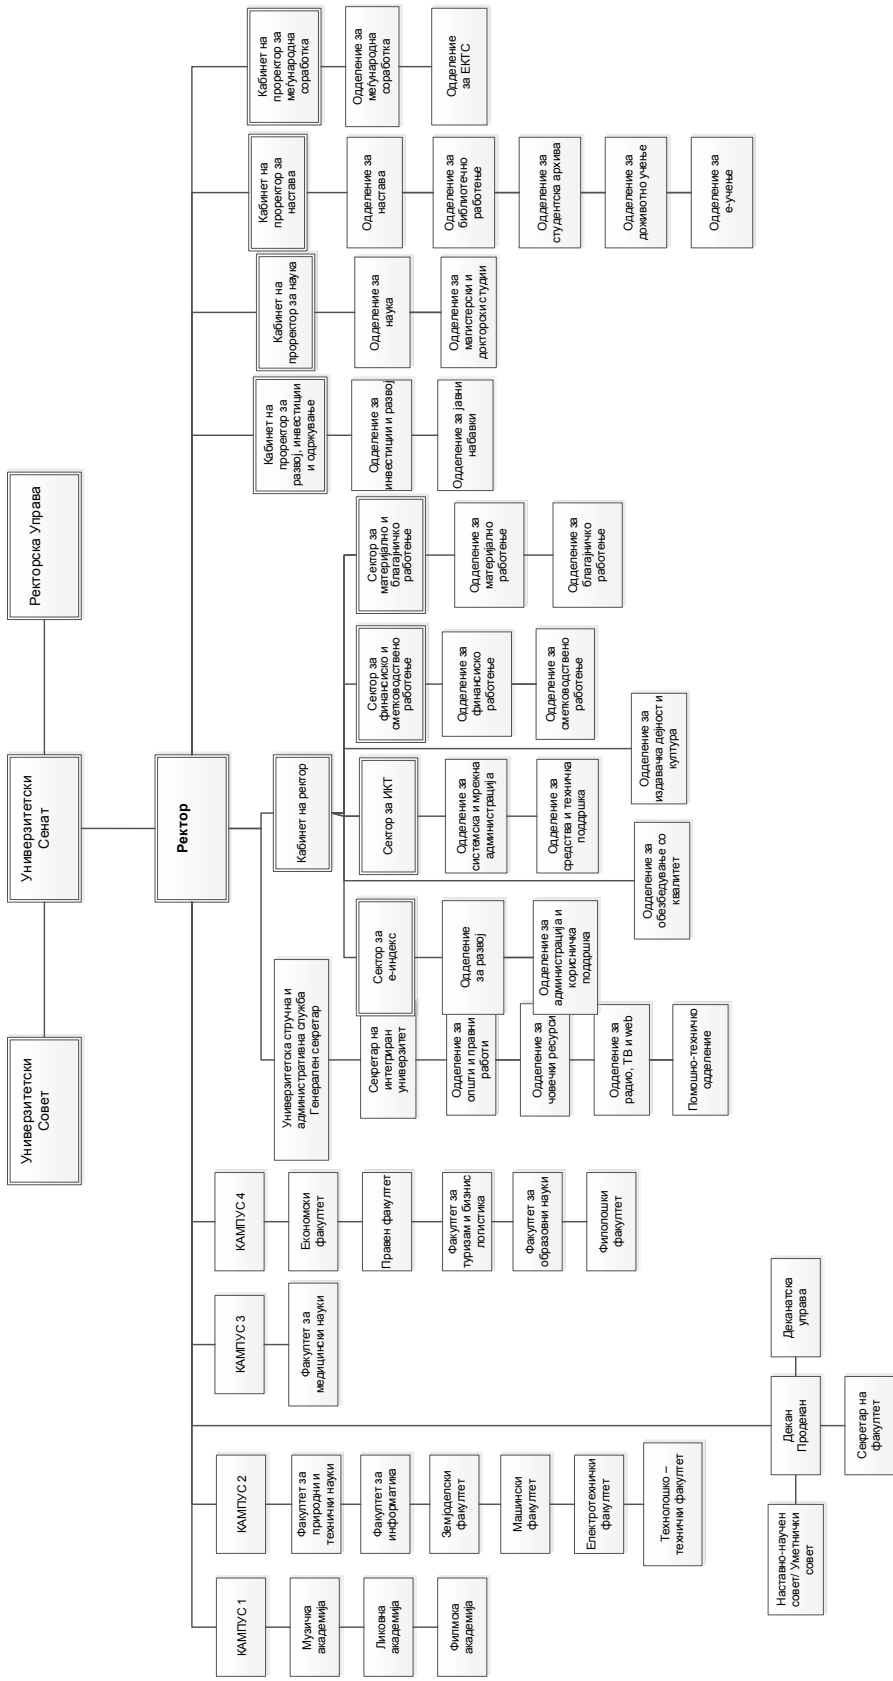 Универзитетски
Совет
Универзитетски
Сенат
Ректорска Управа
Ректор
КАМПУС 1
Музичка
академија
Ликовна
академија
Филмска
академија
КАМПУС 2
Факултет за
природни и
технички науки
Факултет за
информатика
Земјоделски
факултет
Машински
факултет
Електротехнички
факултет
Технолошко –
технички факултет
Наставно-научен
совет/ Уметнички
совет
Декан
Продекан
Деканатска
управа
Секретар на
факултет
КАМПУС 3
Факултет за
медицински науки
КАМПУС 4
Економски
факултет
Правен факултет
Факултет за
туризам и бизнис
логистика
Факултет за
образовни науки
Филолошки
факултет
Универзитетска стручна и
административна служба
Генерален секретар
Секретар на
интегриран
универзитет
Одделение за
општи и правни
работи
Одделение за
човечки ресурси
Одделение за
радио, ТВ и web
Помошно-техничко
одделение
Кабинет на ректор
Сектор за
е-индекс
Одделение
за развој
Одделение за
администрација и
корисничка
поддршка
Одделение за
обезбедување со
квалитет
Сектор за ИКТ
Одделение за
системска и мрежна
администрација
Одделение за
средства и техничка
поддршка
Одделение за
издавачка дејност и
култура
Сектор за
финансиско и
сметководствено
работење
Одделение за
финансиско
работење
Одделение за
сметководствено
работење
Сектор за
материјално и
благајничко
работење
Одделение за
материјално
работење
Одделение за
благајничко
работење
Кабинет на
проректор за
развој, инвестиции
и одржување
Одделение за
инвестиции и развој
Одделение за јавни
набавки
Кабинет на
проректор за наука
Одделение за
наука
Одделение за
магистерски и
докторски студии
Кабинет на
проректор за
настава
Одделение за
настава
Одделение за
библиотечно
работење
Одделение за
студентска архива
Одделение за
доживотно учење
Одделение за
е-учење
Кабинет на
проректор за
меѓународна
соработка
Одделение за
меѓународна
соработка
Одделение
за ЕКТС